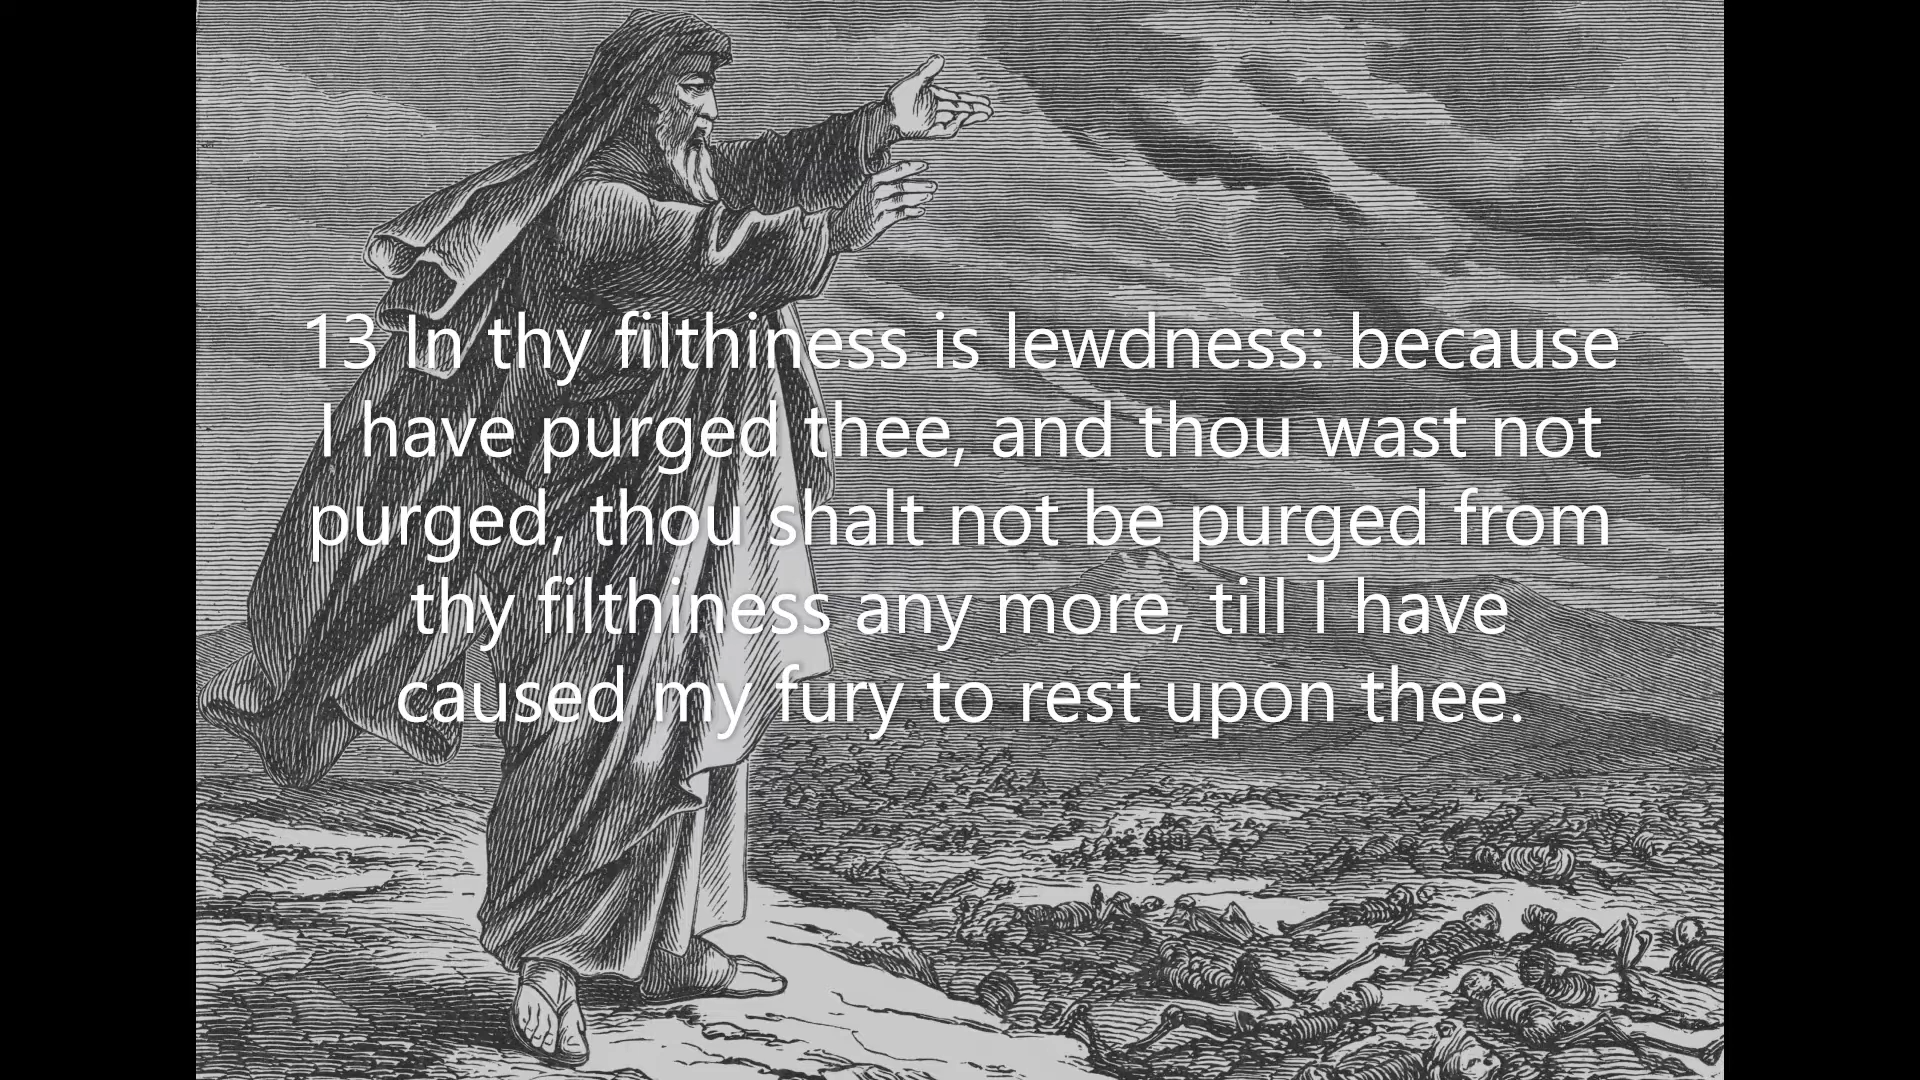 13 In thy filthiness is lewdness: because
I have purged thee, and thou wast not
purged, thou shalt not be purged from
thy filthiness any more, till I have
caused my fury to rest upon thee.